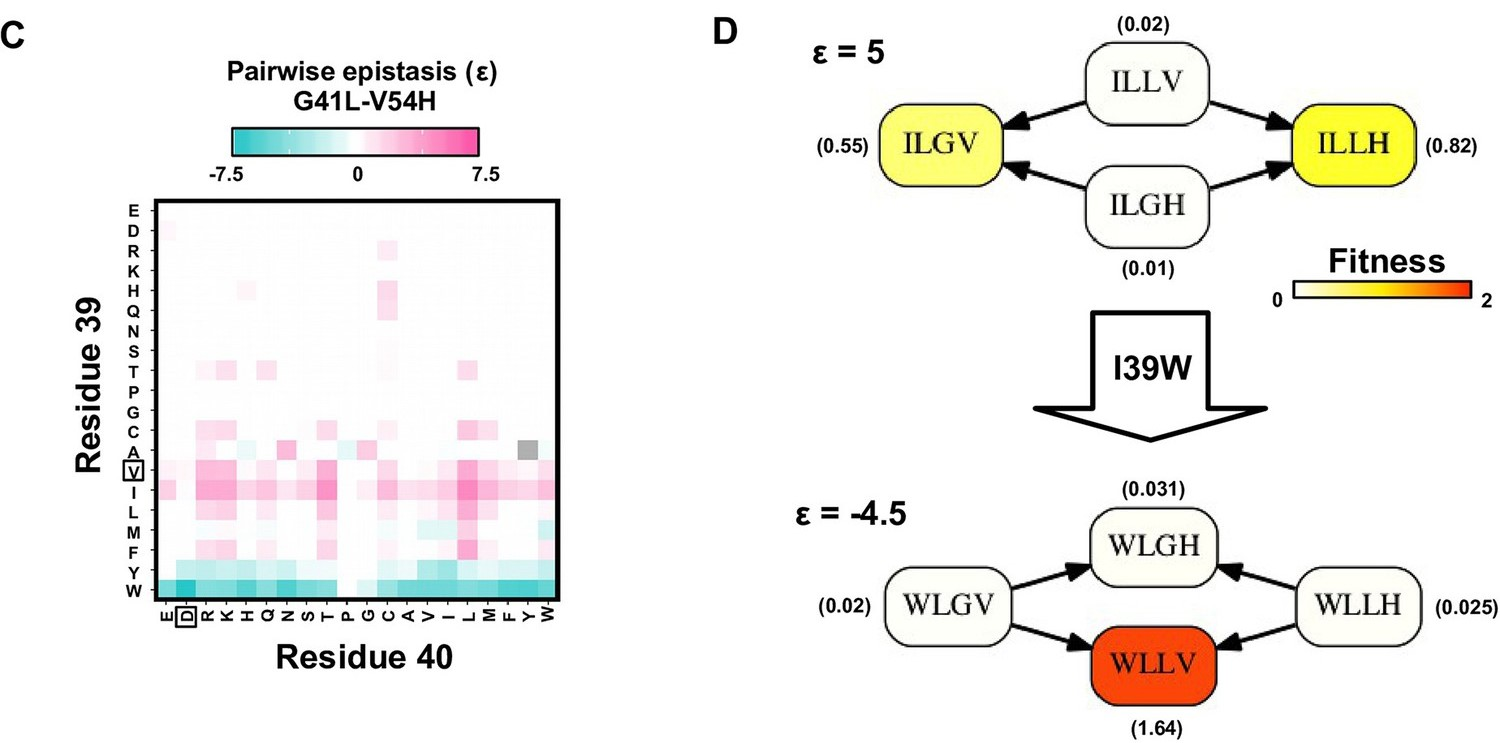 C
Pairwise epistasis (ε)
G41L-V54H
-7.5 0 7.5
Residue 39
E
D
R
K
H
Q
N
S
T
P
G
C
A
V
I
L
M
F
Y
W
E D R K H Q N S T P G C A V I L M F Y W
Residue 40
D
ε = 5
(0.02)
ILLV
(0.55) ILGV
ILLH (0.82)
ILGH
(0.01)
Fitness
0 2
I39W
ε = -4.5
(0.031)
WLGH
(0.02) WLGV
WLLH (0.025)
WLLV
(1.64)